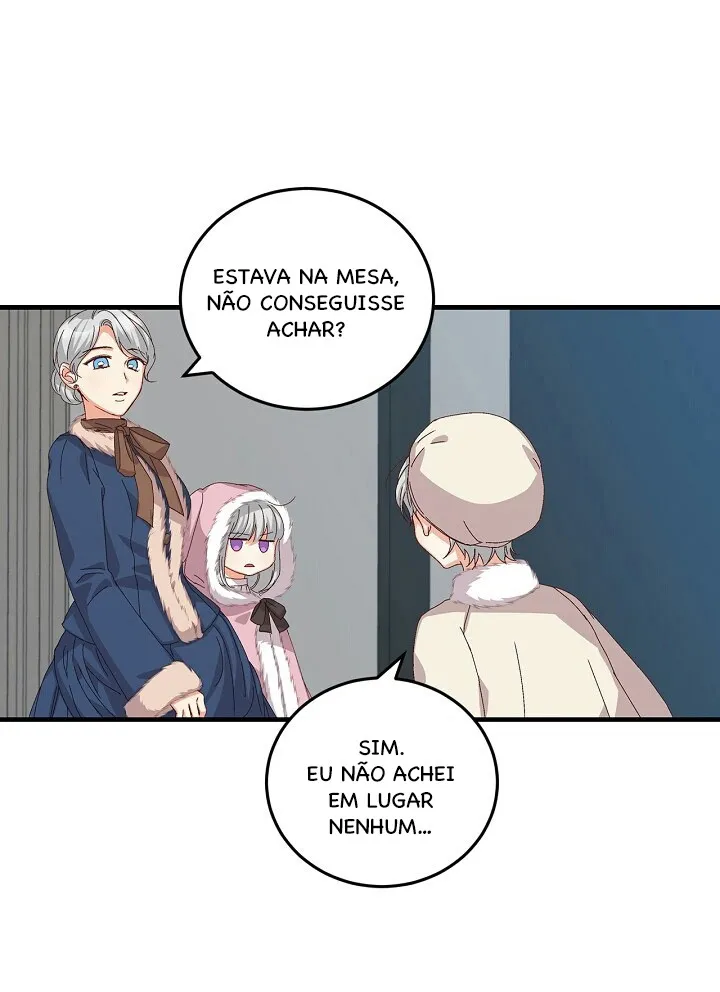 ESTAVA NA MESA,
NÃO CONSEGUISSE
ACHAR?
SIM.
EU NÃO ACHEI
EM LUGAR
NENHUM...